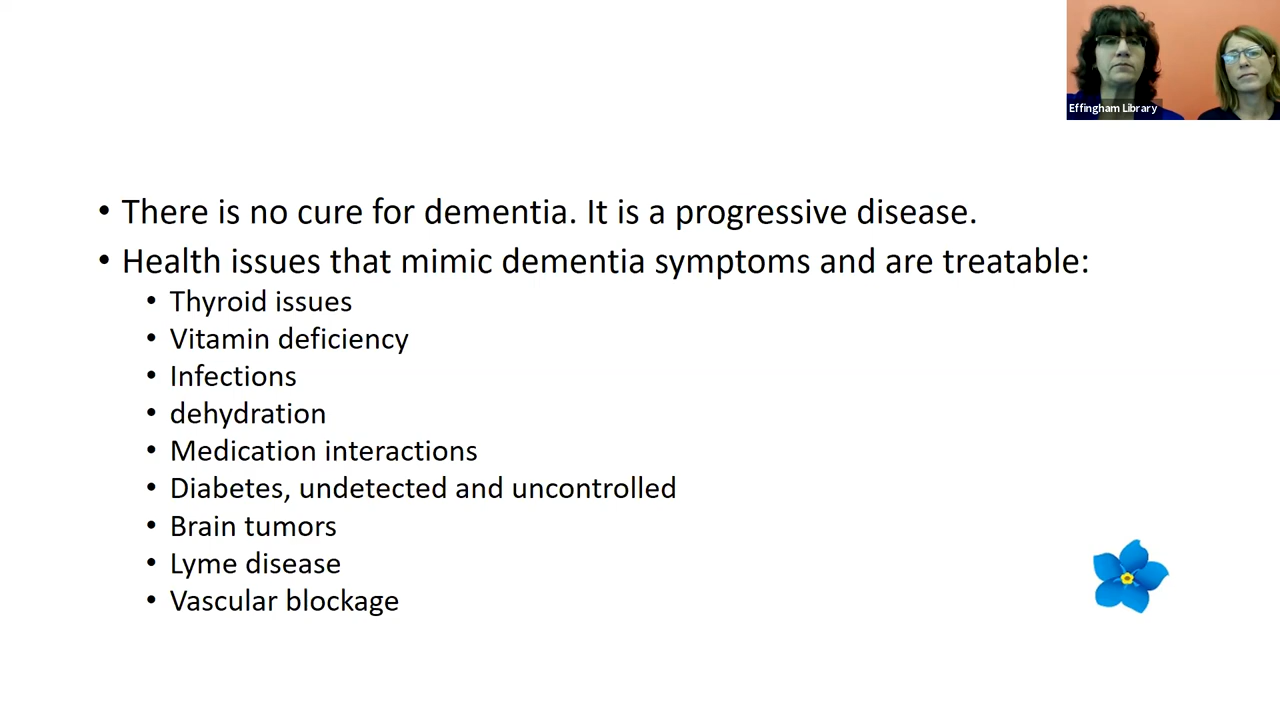 Effingham Library
• There is no cure for dementia. It is a progressive disease.
• Health issues that mimic dementia symptoms and are treatable:
• Thyroid issues
• Vitamin deficiency
• Infections
• dehydration
• Medication interactions
• Diabetes, undetected and uncontrolled
• Brain tumors
• Lyme disease
• Vascular blockage